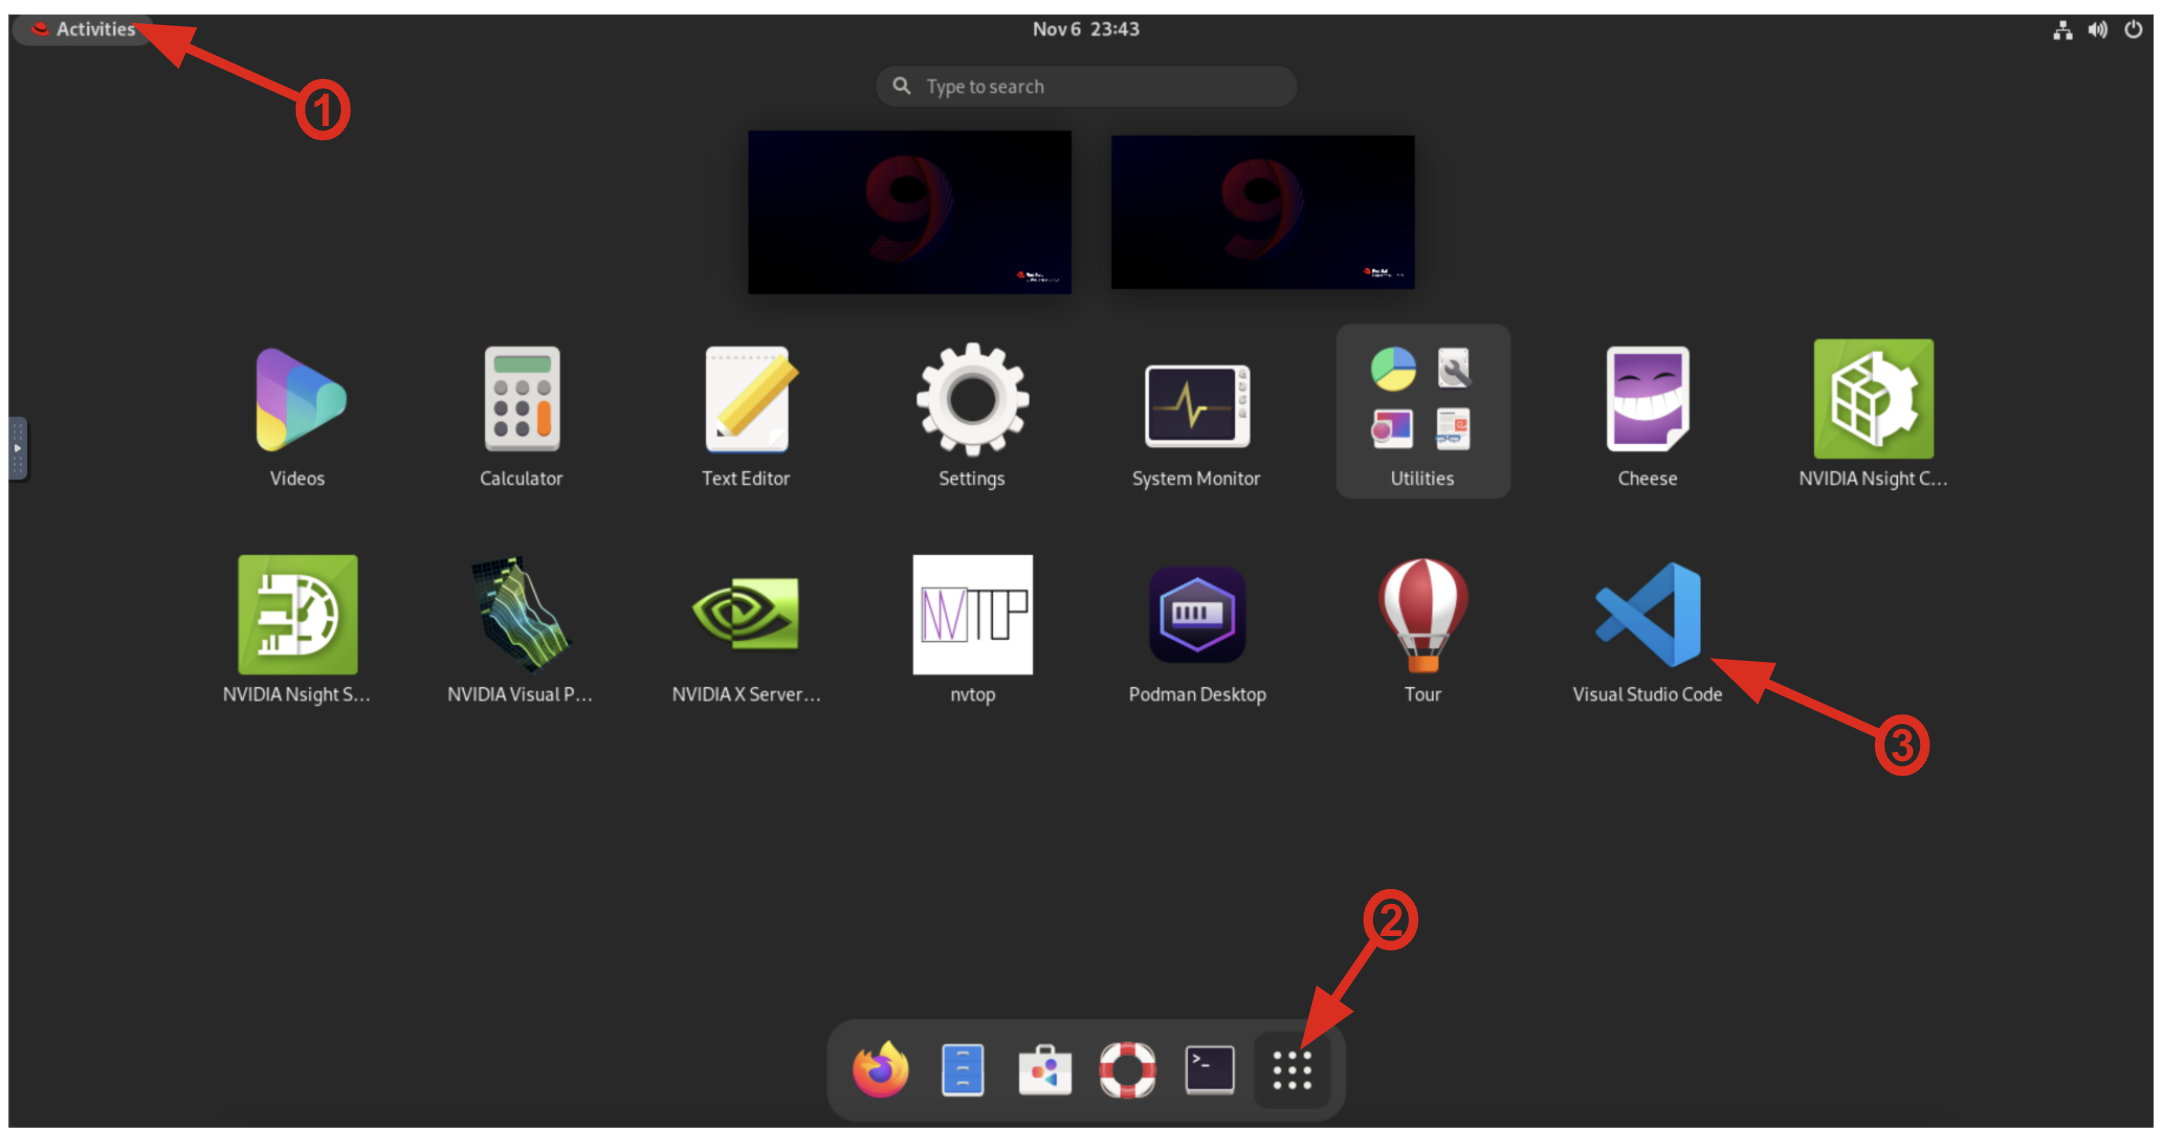 Activities
Nov 6 23:43
1
Type to search
Videos
Calculator
Text Editor
Settings
System Monitor
Utilities
Cheese
NVIDIA Nsight C...
NVIDIA Nsight S...
NVIDIA Visual P...
NVIDIA X Server...
NVTOP
nvtop
Podman Desktop
Tour
Visual Studio Code
3
2
>_